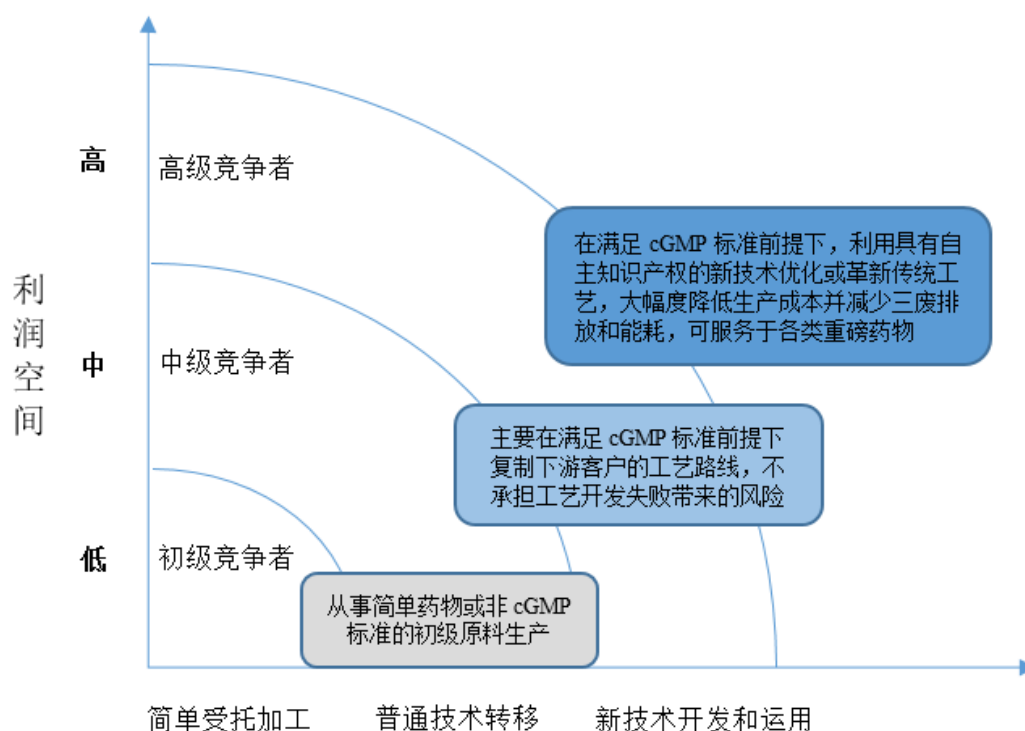 高
高级竞争者
在满足 cGMP 标准前提下，利用具有自
主知识产权的新技术优化或革新传统工
艺，大幅度降低生产成本并减少三废排
放和能耗，可服务于各类重磅药物
利润空间
中
中级竞争者
主要在满足 cGMP 标准前提下
复制下游客户的工艺路线，不
承担工艺开发失败带来的风险
低
初级竞争者
从事简单药物或非 cGMP
标准的初级原料生产
简单受托加工
普通技术转移
新技术开发和运用